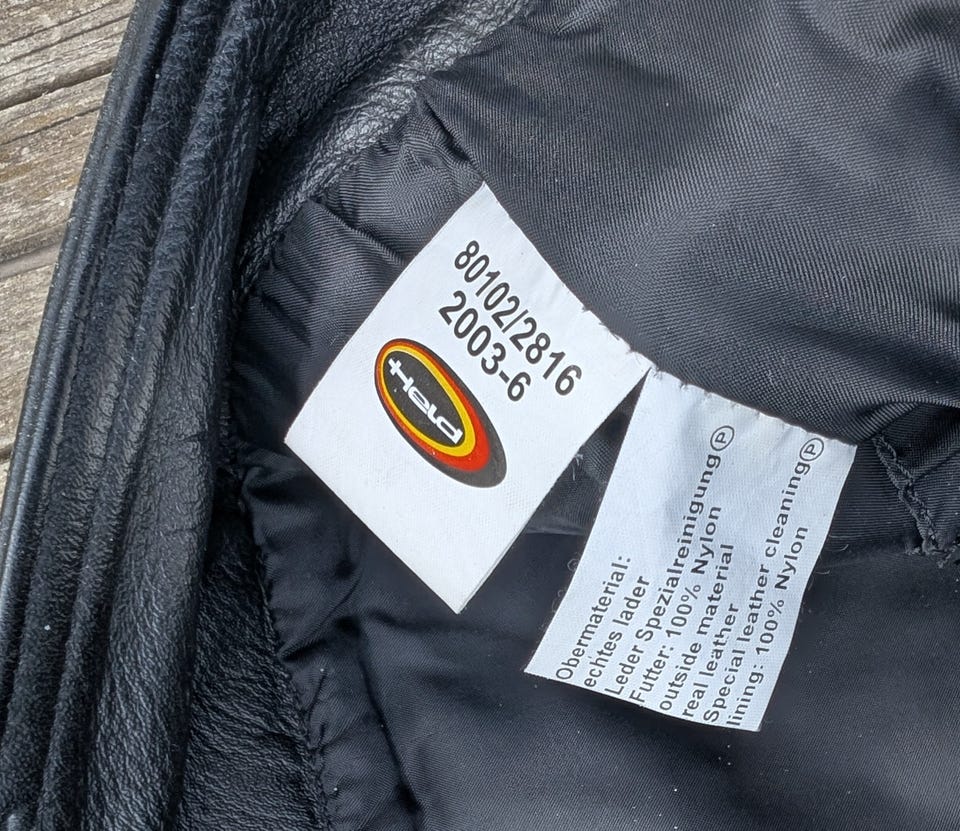 80102/2816
2003-6
Held
Obermaterial:
echtes lader
Leder Spezialreinigung Ⓟ
Futter: 100% Nylon
outside material
real leather
Special leather cleaning Ⓟ
lining: 100% Nylon